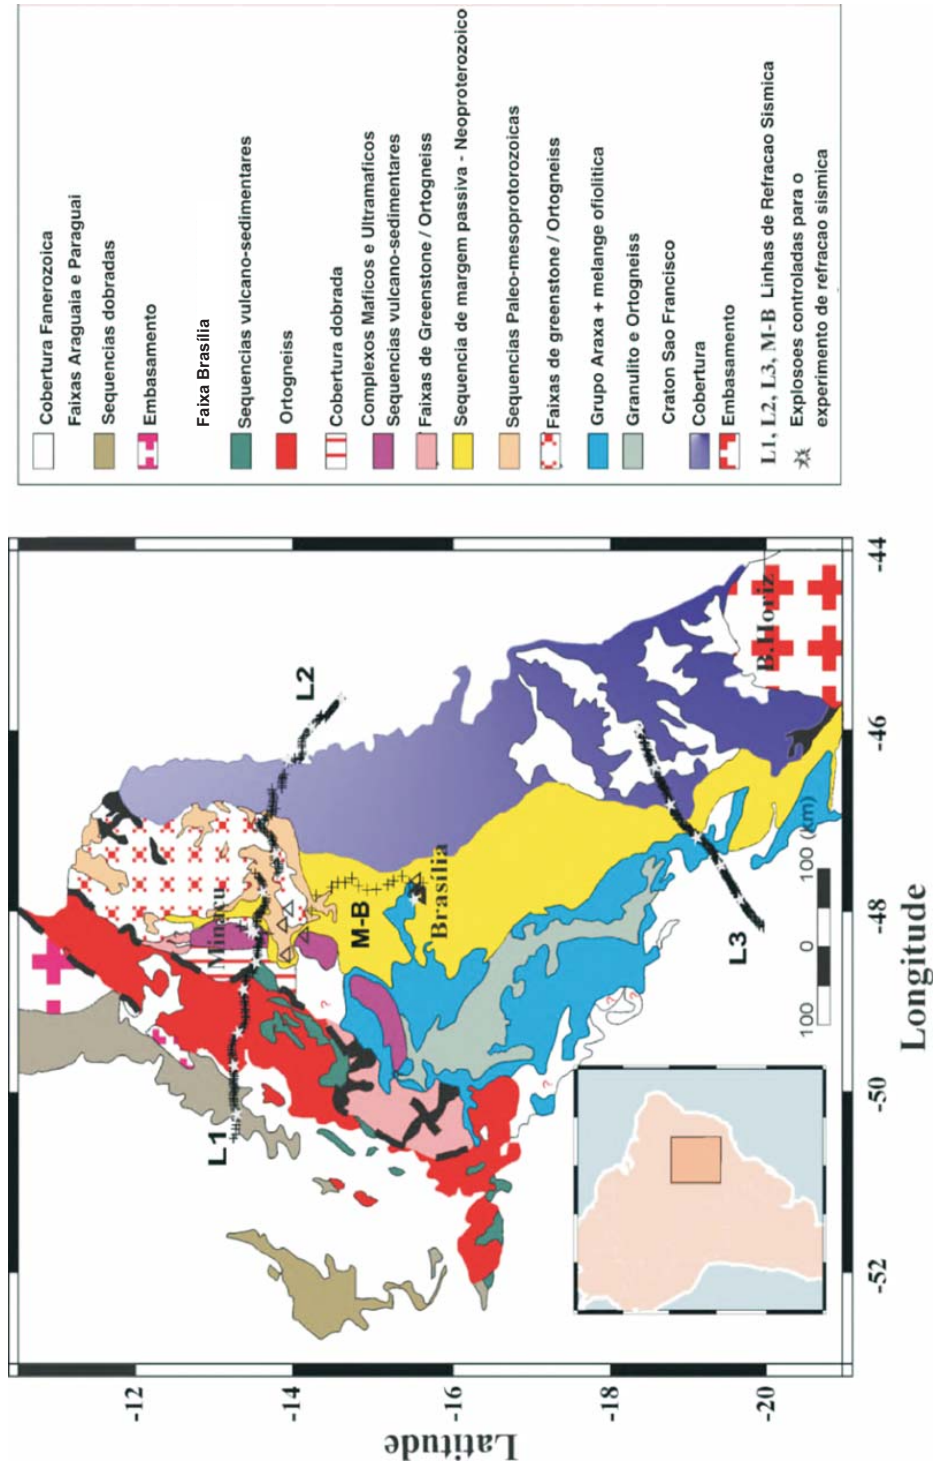 Cobertura Fanerozoica
Faixas Araguaia e Paraguai
Sequencias dobradas
Embasamento
Faixa Brasília
Sequencias vulcano-sedimentares
Ortogneiss
Cobertura dobrada
Complexos Maficos e Ultramaficos
Sequencias vulcano-sedimentares
Faixas de Greenstone / Ortogneiss
Sequencia de margem passiva - Neoproterozoico
Sequencias Paleo-mesoprotorozoicas
Faixas de greenstone / Ortogneiss
Grupo Araxa + melange ofiolitica
Granulito e Ortogneiss
Craton Sao Francisco
Cobertura
Embasamento
L1, L2, L3, M-B Linhas de Refracao Sismica
Explosoes controladas para o
experimento de refracao sismica
Latitude
-12
-14
-16
-18
-20
Longitude
-52
-50
-48
-46
-44
L1
L2
Minaçu
M-B
Brasília
L3
B.Horiz
100 0 100 (km)
?
?
?
?
?